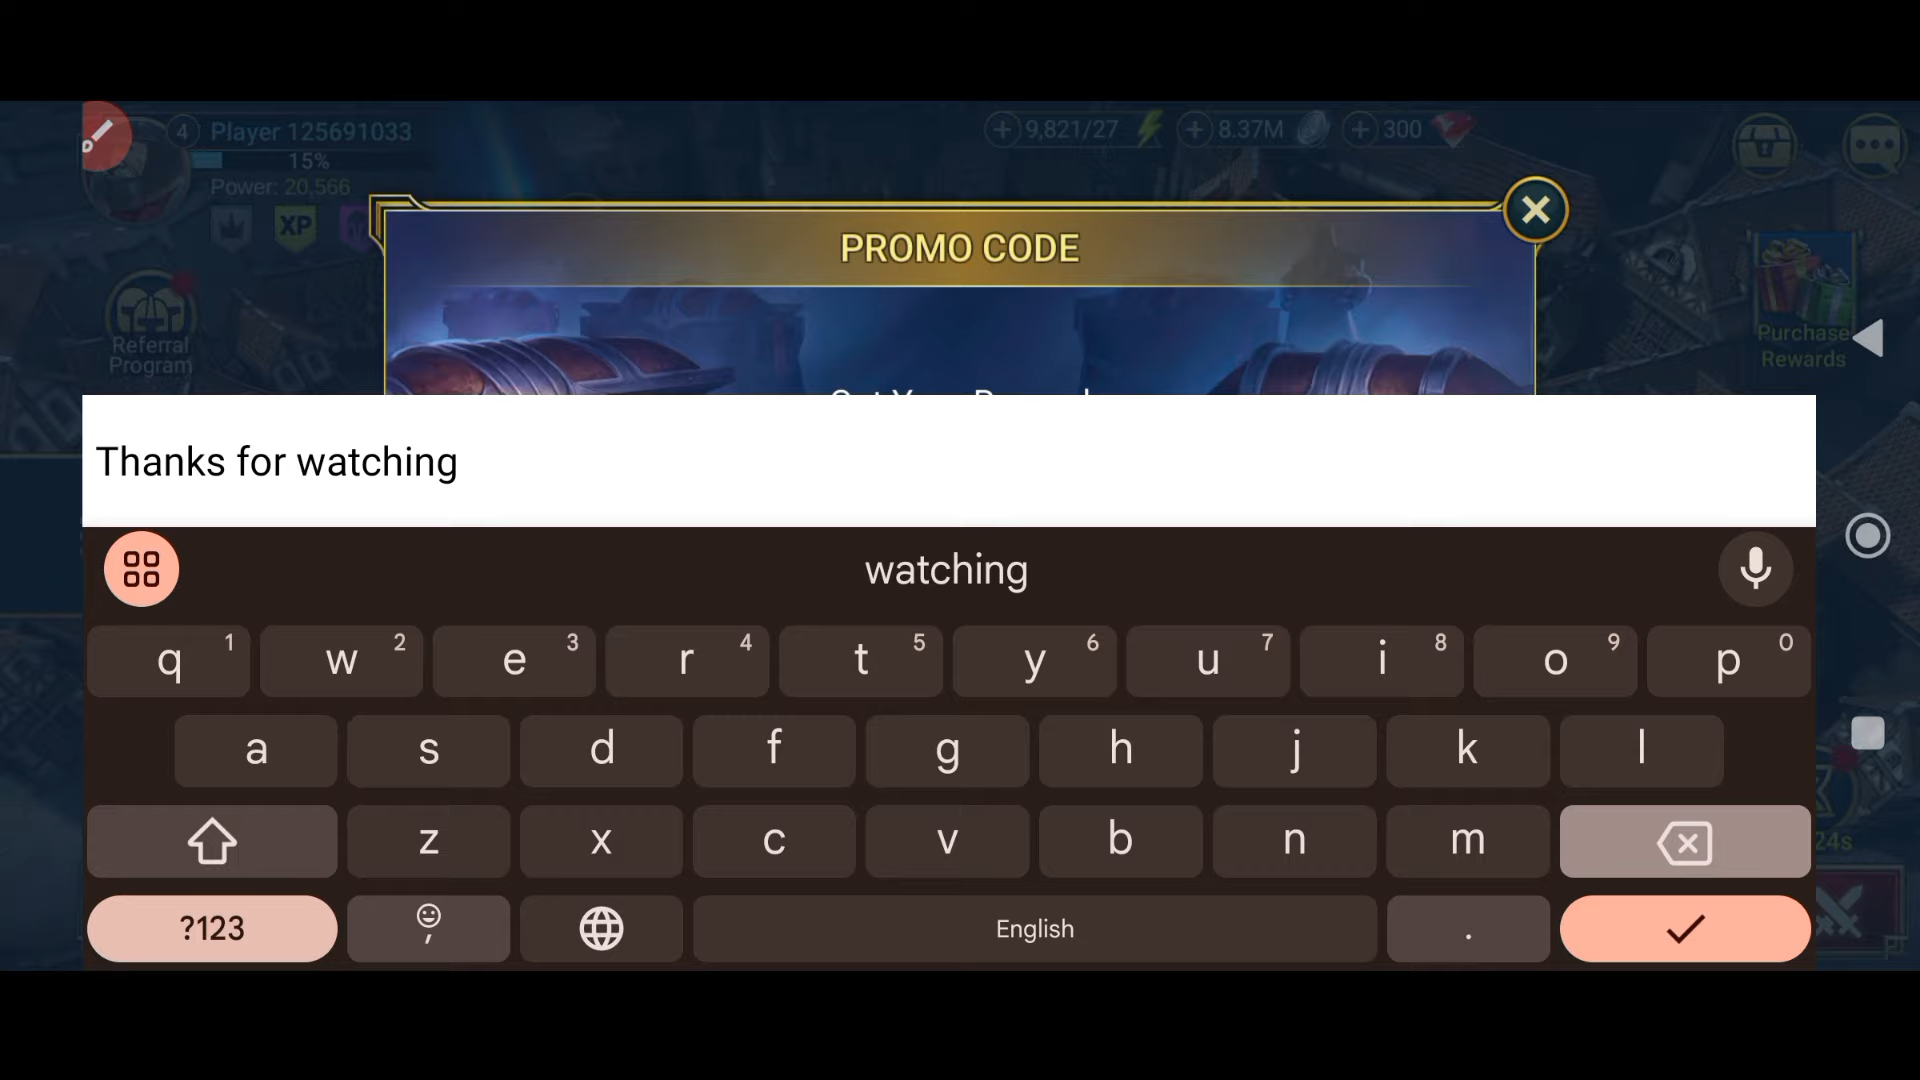 4 Player 125691033
9,821/27
8.37M
300
15%
Power: 20,566
XP
PROMO CODE
Referral
Program
Purchase
Rewards
Thanks for watching
watching
q 1 w 2 e 3 r 4 t 5 y 6 u 7 i 8 o 9 p 0
a s d f g h j k l
z x c v b n m
24s
?123 , English .